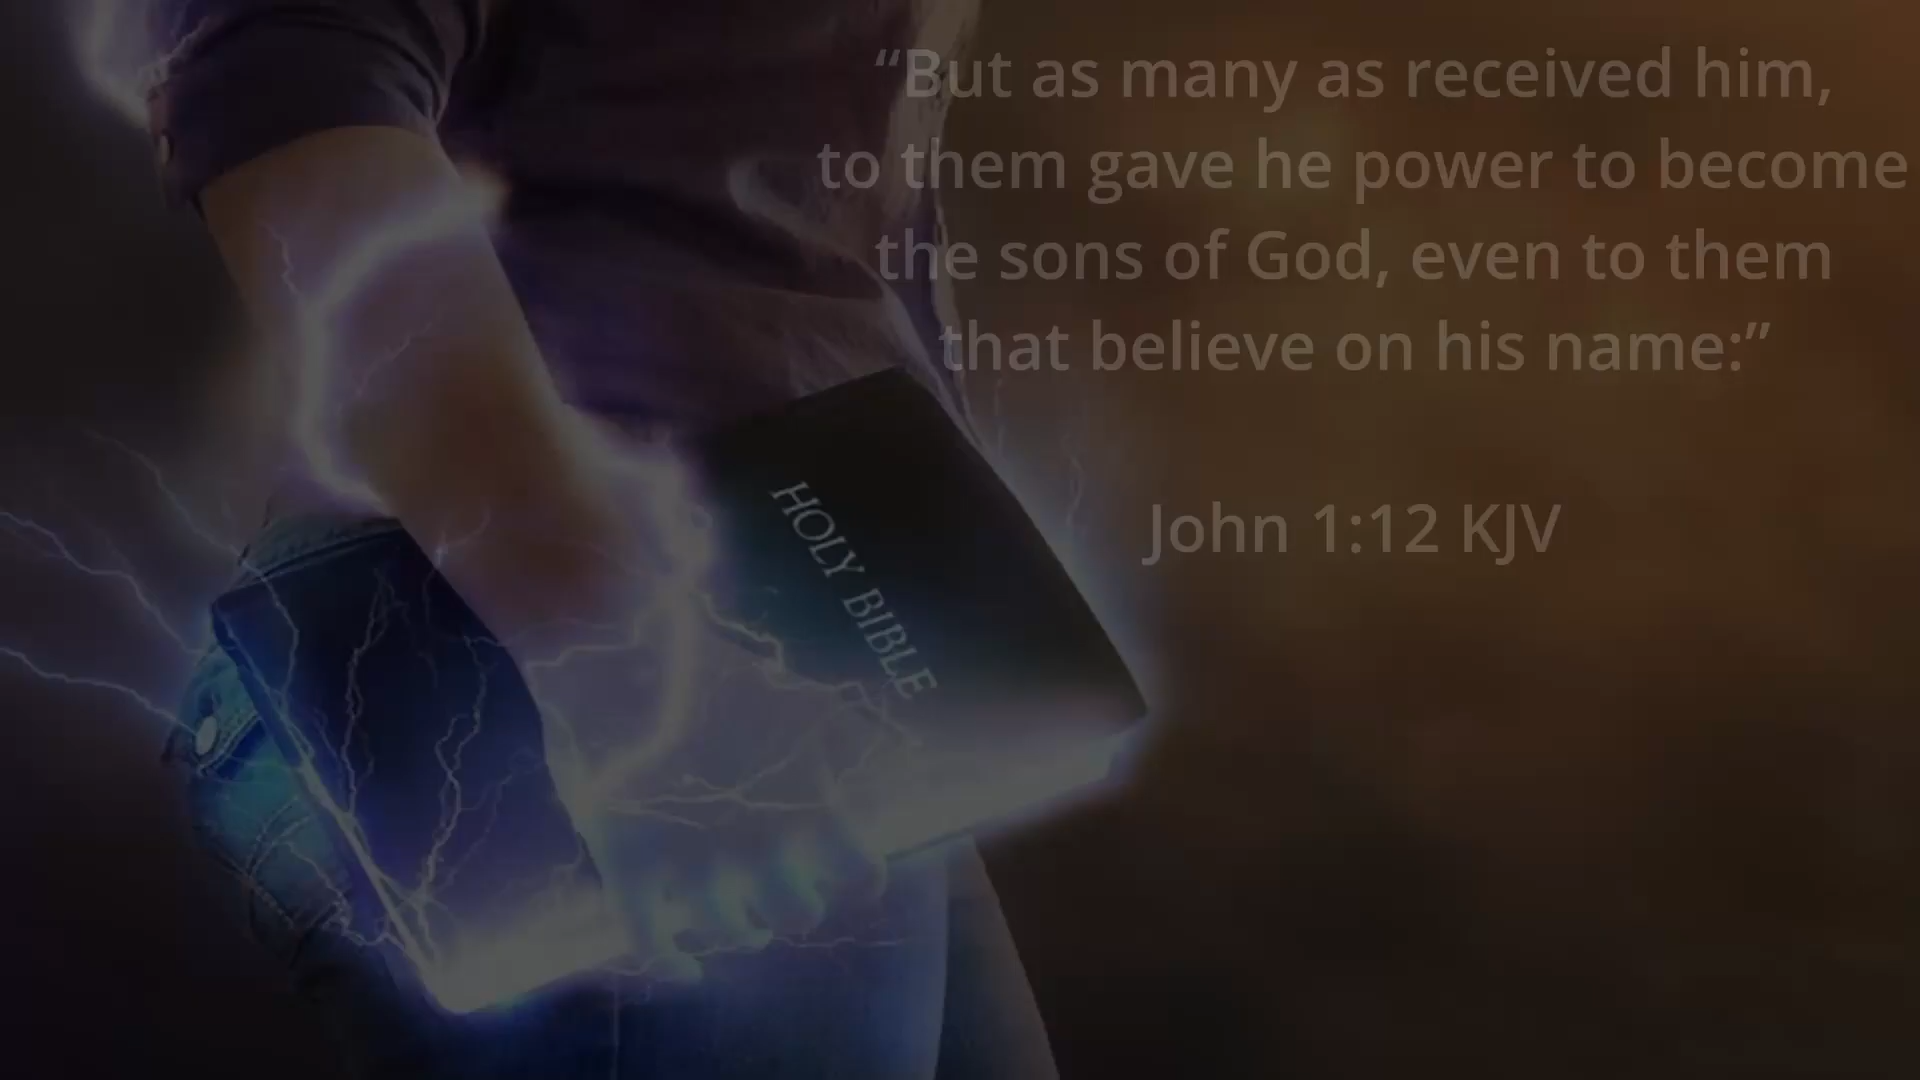 “But as many as received him,
to them gave he power to become
the sons of God, even to them
that believe on his name:”
John 1:12 KJV
HOLY BIBLE